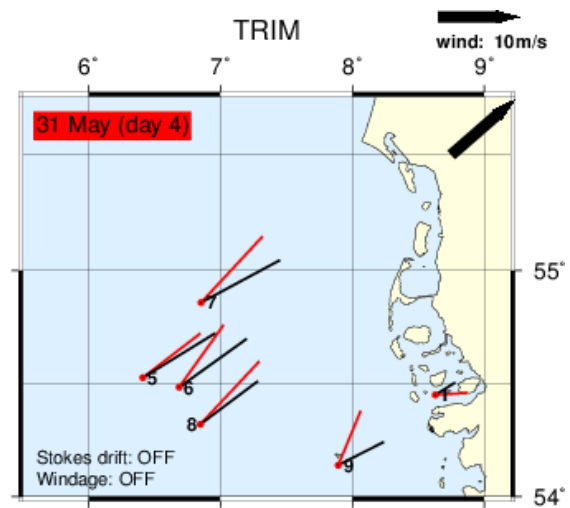 TRIM
wind: 10m/s
6° 7° 8° 9°
31 May (day 4)
55°
7
5
6
1
8
9
Stokes drift: OFF
Windage: OFF
54°